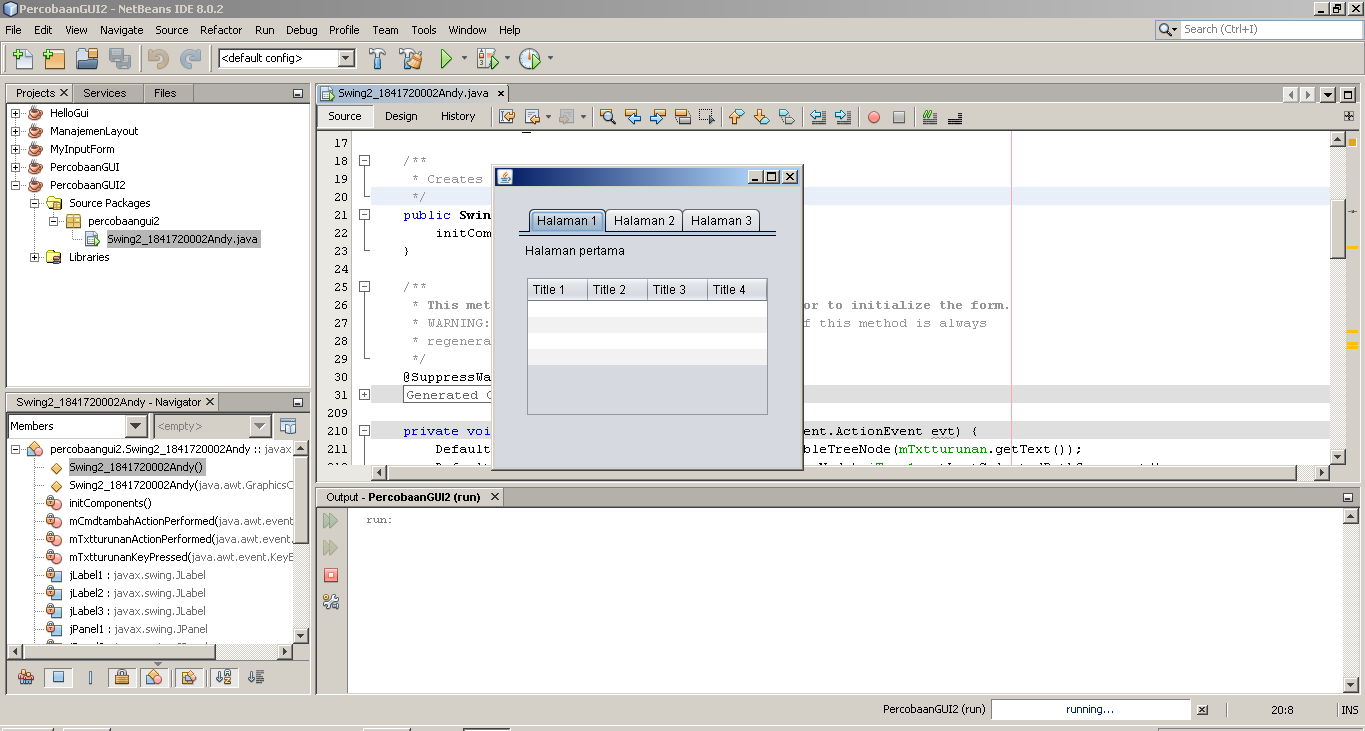 PercobaanGUI2 - NetBeans IDE 8.0.2
File Edit View Navigate Source Refactor Run Debug Profile Team Tools Window Help
Search (Ctrl+I)
<default config>
Projects Services Files
HelloGui
ManajemenLayout
MyInputForm
PercobaanGUI
PercobaanGUI2
Source Packages
percobaangui2
Swing2_1841720002Andy.java
Libraries
Swing2_1841720002Andy - Navigator
Members <empty>
percobaangui2.Swing2_1841720002Andy :: javax
Swing2_1841720002Andy()
Swing2_1841720002Andy(java.awt.GraphicsC
initComponents()
mCmdtambahActionPerformed(java.awt.event
mTxtturunanActionPerformed(java.awt.event.
mTxtturunanKeyPressed(java.awt.event.KeyE
jLabel1 : javax.swing.JLabel
jLabel2 : javax.swing.JLabel
jLabel3 : javax.swing.JLabel
jPanel1 : javax.swing.JPanel
Swing2_1841720002Andy.java
Source Design History
17
18 /**
19 * Creates
20 */
21 public Swin
22 initCom
23 }
24
25 /**
26 * This met or to initialize the form.
27 * WARNING: f this method is always
28 * regenera
29 */
30 @SuppressWa
31 Generated C
209
210 private voi ent.ActionEvent evt) {
211 Default bleTreeNode(mTxtturunan.getText());
Halaman 1 Halaman 2 Halaman 3
Halaman pertama
Title 1 Title 2 Title 3 Title 4
Output - PercobaanGUI2 (run)
run:
PercobaanGUI2 (run) running... 20:8 INS